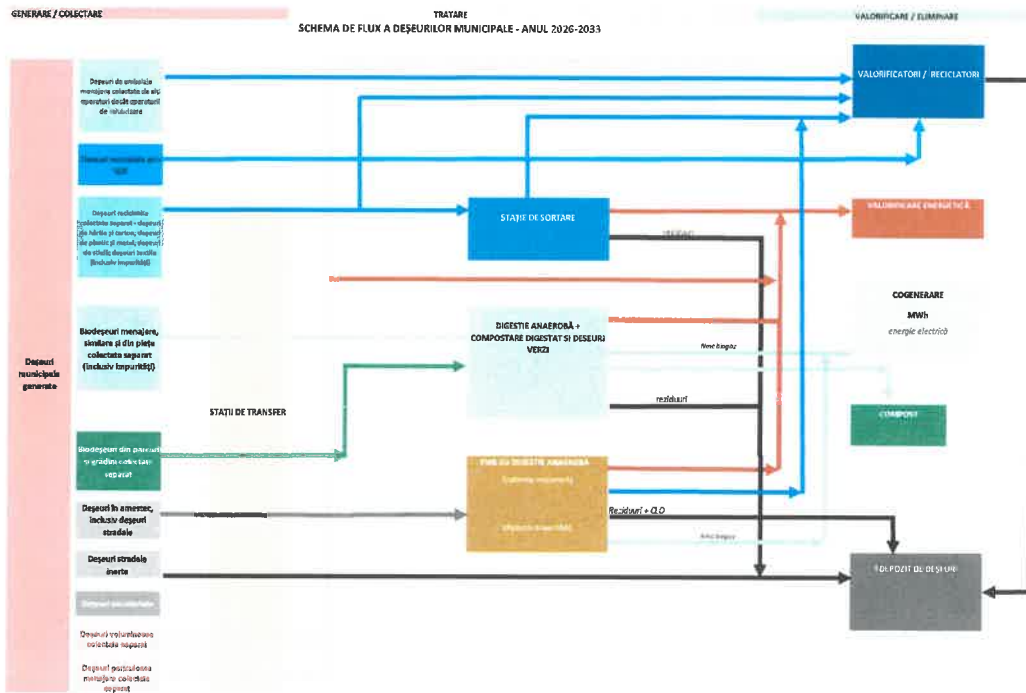 GENERARE / COLECTARE
TRATARE
VALORIFICARE / ELIMINARE
SCHEMA DE FLUX A DEȘEURILOR MUNICIPALE - ANUL 2026-2033
Deșeuri
municipale
generate
Deșeuri de ambalaje
menajere colectate de alți
operatori decât operatorii
de salubrizare
Deșeuri reciclabile
colectate separat - deșeuri
de hârtie și carton; deșeuri
de plastic și metal; deșeuri
de sticlă; deșeuri textile
(inclusiv impurități)
Biodeșeuri menajere,
similare și din piețe
colectate separat
(inclusiv impurități)
Biodeșeuri din parcuri
și grădini colectate
separat
Deșeuri în amestec,
inclusiv deșeuri
stradale
Deșeuri stradale
inerte
Deșeuri voluminoase
colectate separat
Deșeuri periculoase
menajere colectate
separat
STAȚII DE TRANSFER
STAȚIE DE SORTARE
DIGESTIE ANAEROBĂ +
COMPOSTARE DIGESTAT SI DESEURI
VERZI
reziduuri
TMB CU DIGESTIE ANAEROBĂ
Reziduuri + CLO
VALORIFICATORI / RECICLATORI
VALORIFICARE ENERGETICĂ
COGENERARE
MWh
energie electrică
COMPOST
DEPOZIT DE DEȘEURI